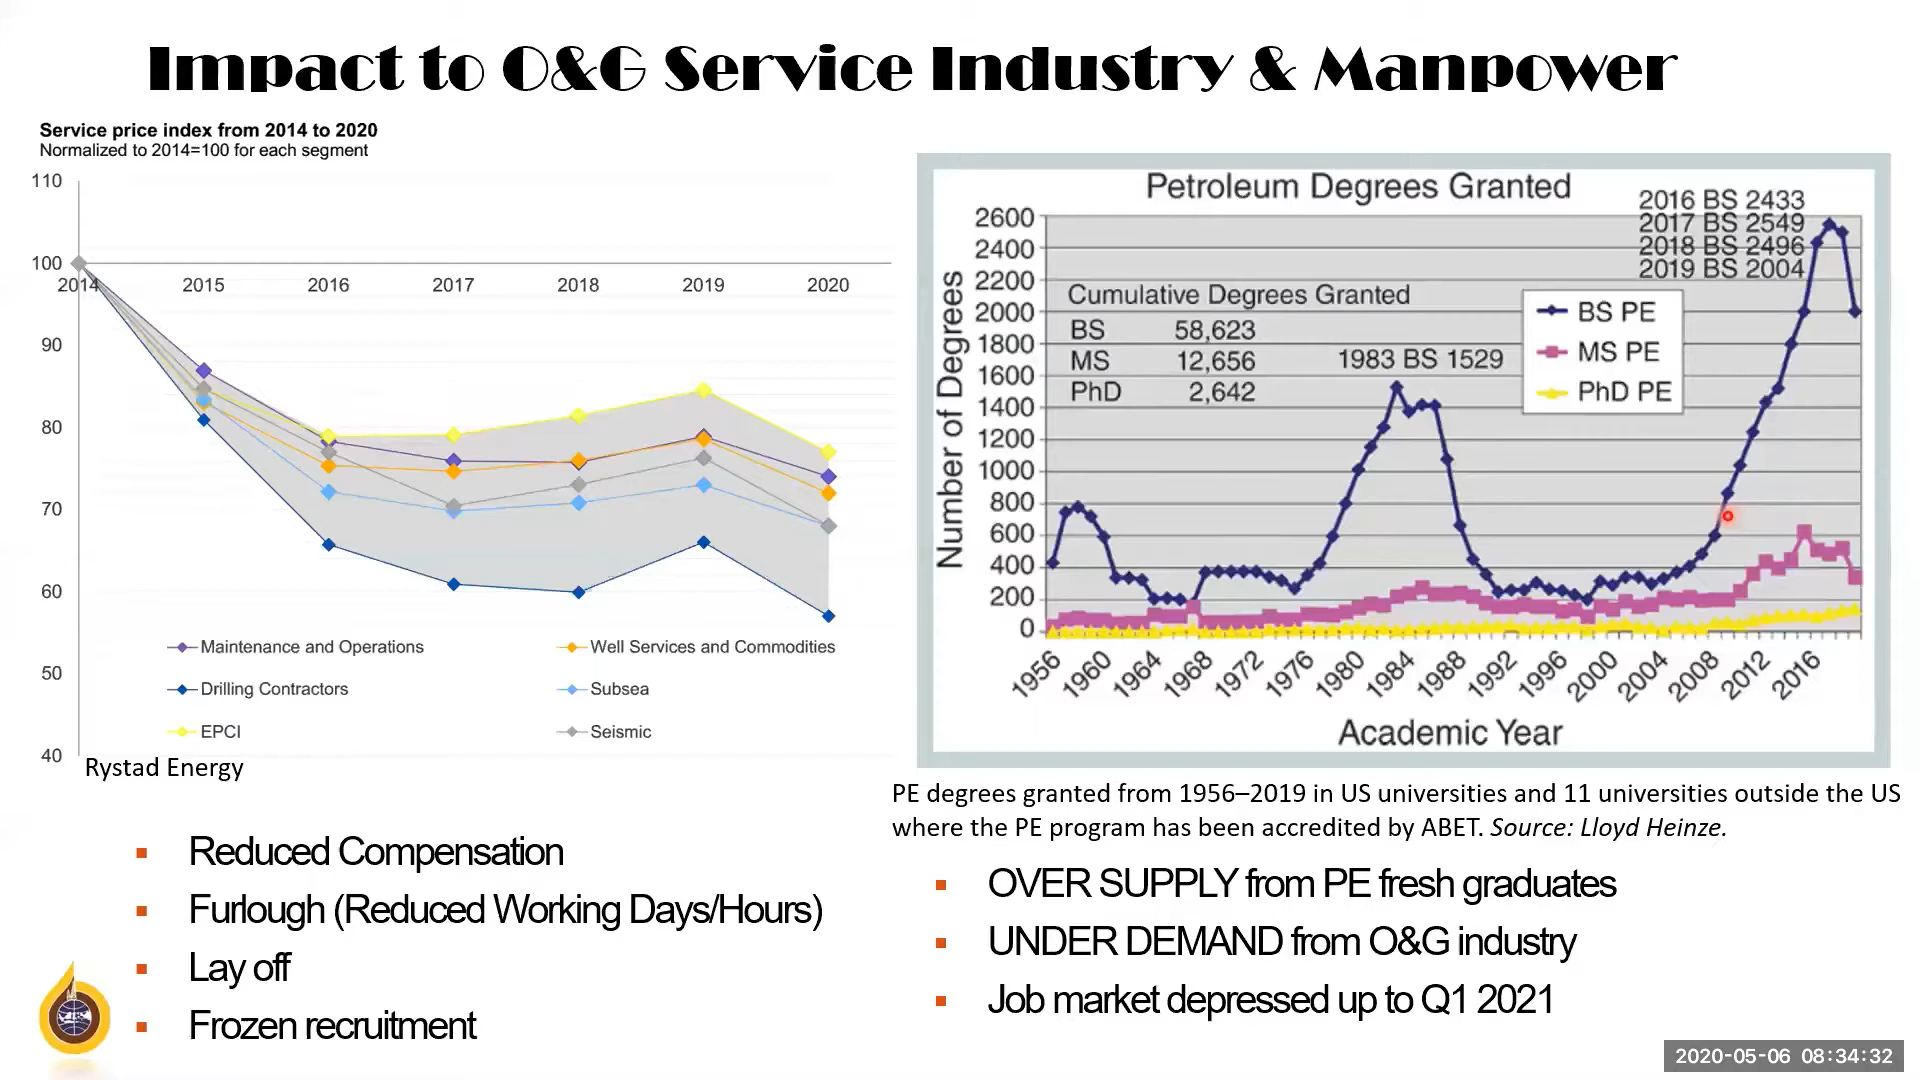 Impact to O&G Service Industry & Manpower
Service price index from 2014 to 2020
Normalized to 2014=100 for each segment
110
100
90
80
70
60
50
40
2014 2015 2016 2017 2018 2019 2020
Maintenance and Operations
Well Services and Commodities
Drilling Contractors
Subsea
EPCI
Seismic
Rystad Energy
Reduced Compensation
Furlough (Reduced Working Days/Hours)
Lay off
Frozen recruitment
Petroleum Degrees Granted
2016 BS 2433
2017 BS 2549
2018 BS 2496
2019 BS 2004
Number of Degrees
2600
2400
2200
2000
1800
1600
1400
1200
1000
800
600
400
200
0
Cumulative Degrees Granted
BS 58,623
MS 12,656
PhD 2,642
1983 BS 1529
BS PE
MS PE
PhD PE
1956 1960 1964 1968 1972 1976 1980 1984 1988 1992 1996 2000 2004 2008 2012 2016
Academic Year
PE degrees granted from 1956–2019 in US universities and 11 universities outside the US
where the PE program has been accredited by ABET. Source: Lloyd Heinze.
OVER SUPPLY from PE fresh graduates
UNDER DEMAND from O&G industry
Job market depressed up to Q1 2021
2020-05-06 08:34:32